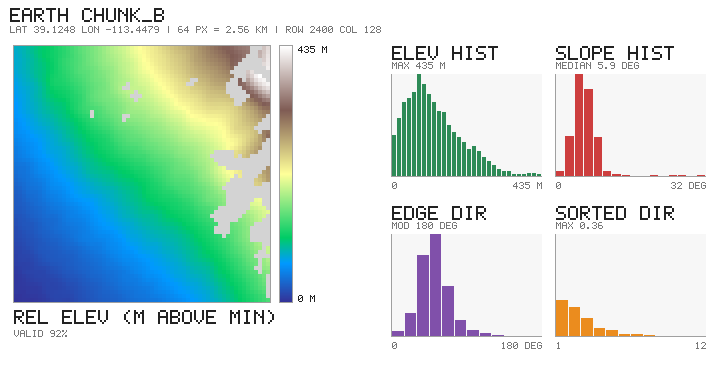 EARTH CHUNK_B
LAT 39.1248 LON -113.4479 | 64 PX = 2.56 KM | ROW 2400 COL 128
435 M
0 M
REL ELEV (M ABOVE MIN)
VALID 92%
ELEV HIST
MAX 435 M
0 435 M
SLOPE HIST
MEDIAN 5.9 DEG
0 32 DEG
EDGE DIR
MOD 180 DEG
0 180 DEG
SORTED DIR
MAX 0.36
1 12